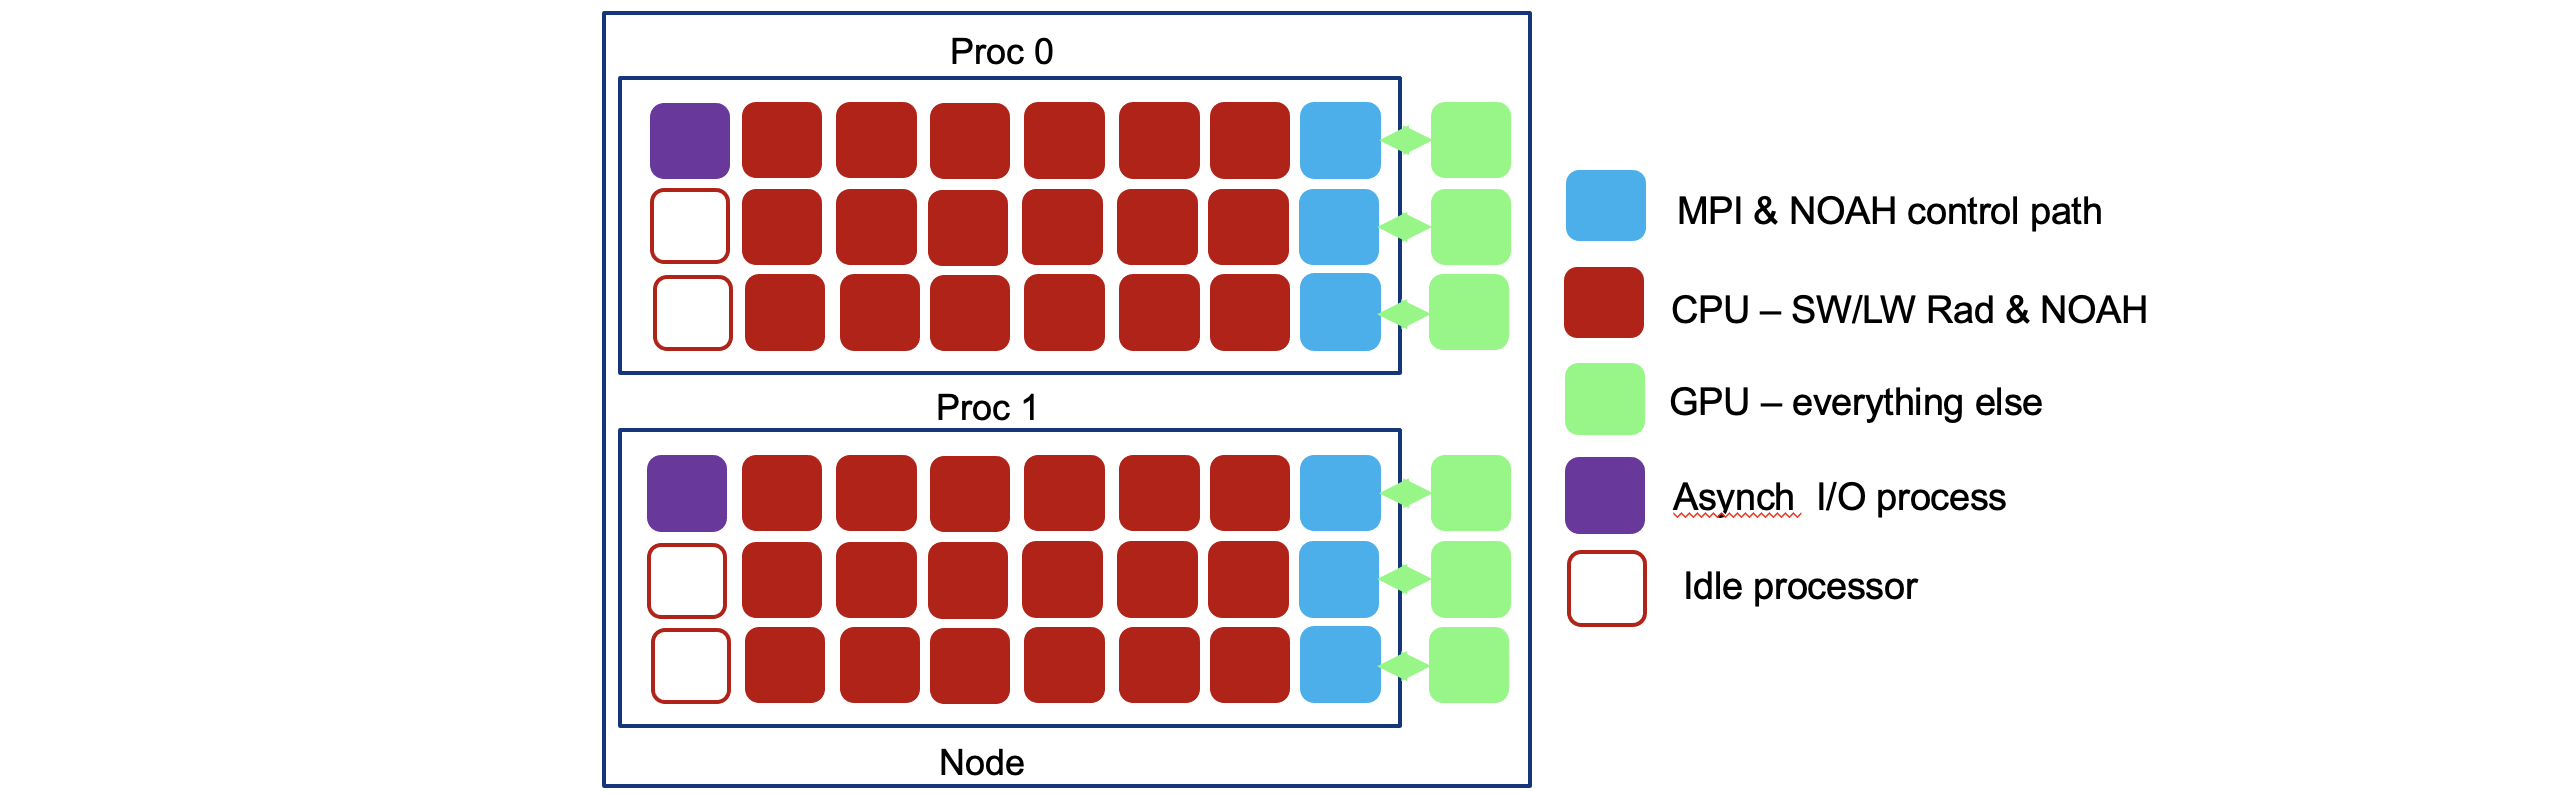 Proc 0
Proc 1
Node
MPI & NOAH control path
CPU – SW/LW Rad & NOAH
GPU – everything else
Asynch I/O process
Idle processor